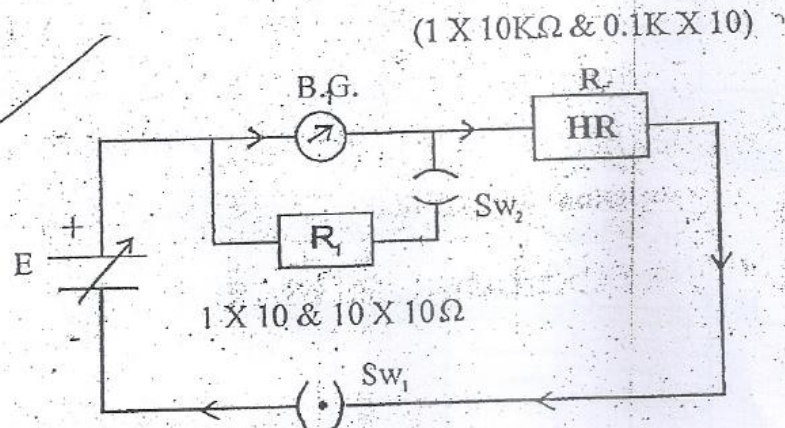 (1 X 10KΩ & 0.1K X 10)
B.G.
R
HR
Sw₂
R₁
+
E
1 X 10 & 10 X 10Ω
-
Sw₁